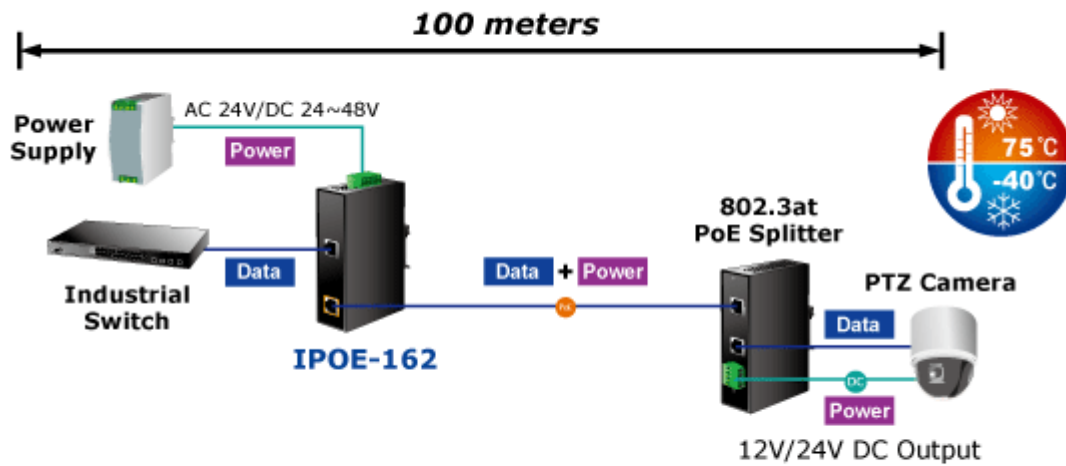 100 meters
AC 24V/DC 24~48V
Power
Supply
Power
75°C
-40°C
802.3at
PoE Splitter
Data
Data + Power
PTZ Camera
Industrial
Switch
PoE
Data
IPOE-162
DC
Power
12V/24V DC Output